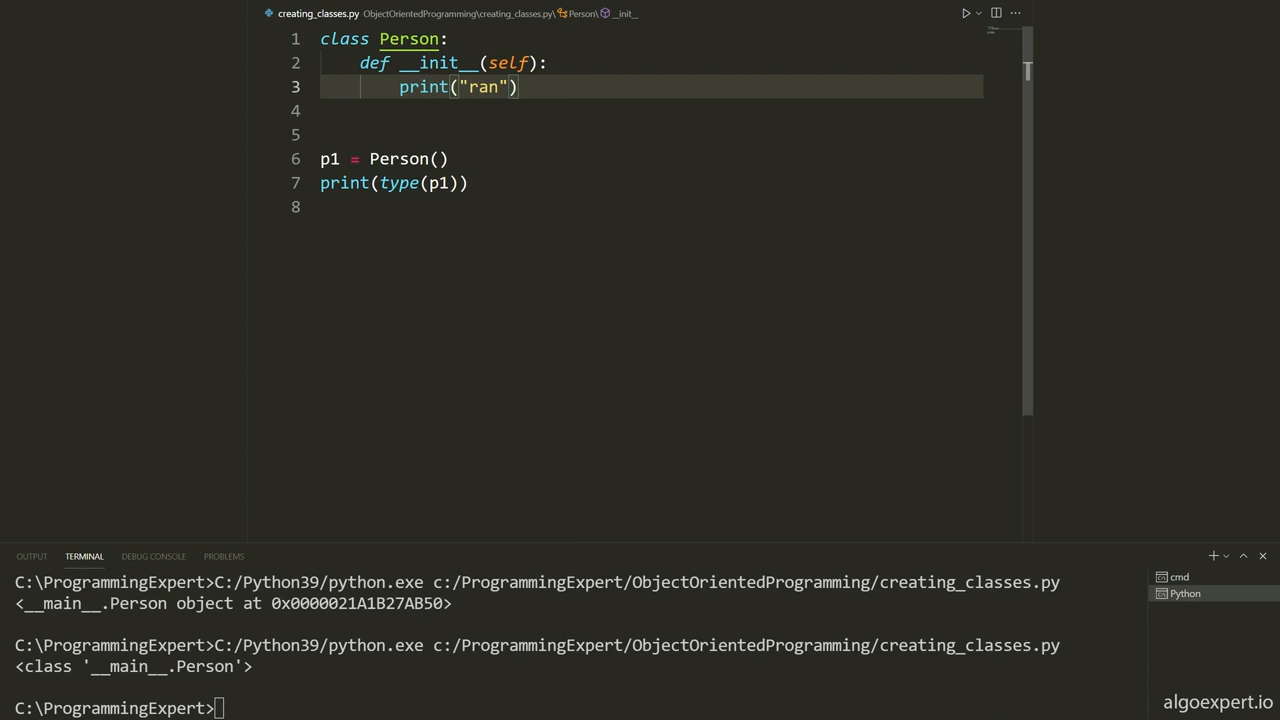 creating_classes.py ObjectOrientedProgramming\creating_classes.py\Person\__init__
1 class Person:
2 def __init__(self):
3 print("ran")
4
5
6 p1 = Person()
7 print(type(p1))
8
OUTPUT TERMINAL DEBUG CONSOLE PROBLEMS
C:\ProgrammingExpert>C:/Python39/python.exe c:/ProgrammingExpert/ObjectOrientedProgramming/creating_classes.py
<__main__.Person object at 0x0000021A1B27AB50>
C:\ProgrammingExpert>C:/Python39/python.exe c:/ProgrammingExpert/ObjectOrientedProgramming/creating_classes.py
<class '__main__.Person'>
C:\ProgrammingExpert>
cmd
Python
algoexpert.io